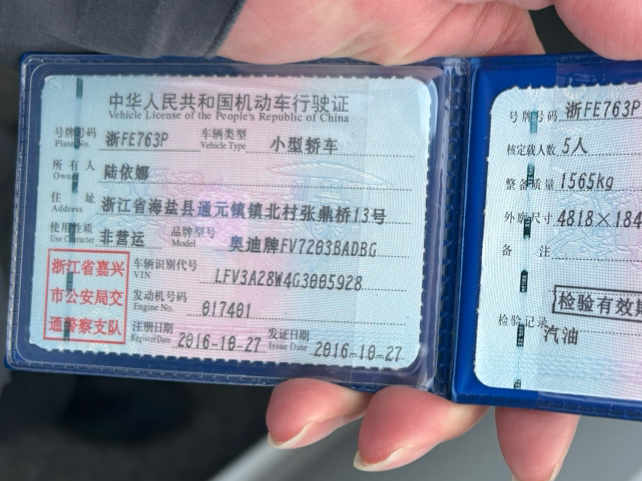 中华人民共和国机动车行驶证
Vehicle License of the People's Republic of China
号牌号码 浙FE763P 车辆类型 小型轿车
Plate No. Vehicle Type
所有人 陆依娜
Owner
住址 浙江省海盐县通元镇镇北村张鼎桥13号
Address
使用性质 非营运 品牌型号 奥迪牌FV7203BADBG
Use Character Model
浙江省嘉兴
市公安局交
通警察支队
车辆识别代号 LFV3A28W4G3005928
VIN
发动机号码 017401
Engine No.
注册日期 2016-10-27 发证日期 2016-10-27
Register Date Issue Date
号牌号码 浙FE763P
核定载人数 5人
整备质量 1565kg
外廓尺寸 4818×184
备注
检验有效期
检验记录
汽油